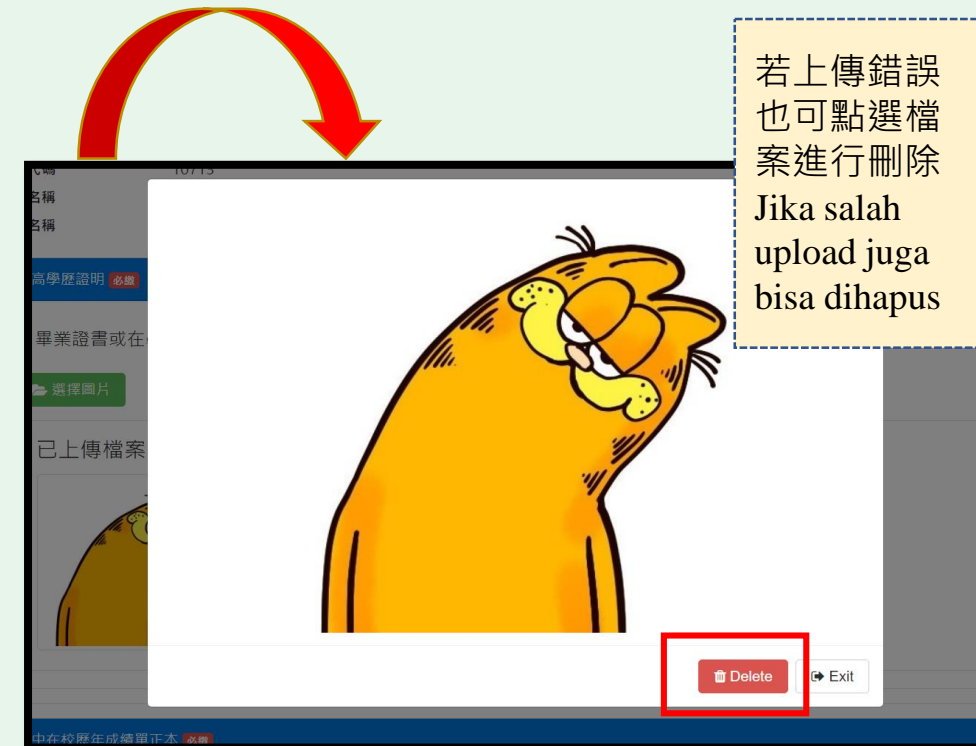 若上傳錯誤
也可點選檔
案進行刪除
Jika salah
upload juga
bisa dihapus
代碼 10713
名稱
名稱
高學歷證明 必繳
畢業證書或在
選擇圖片
已上傳檔案
Delete Exit
中在校歷年成績單正本 必繳